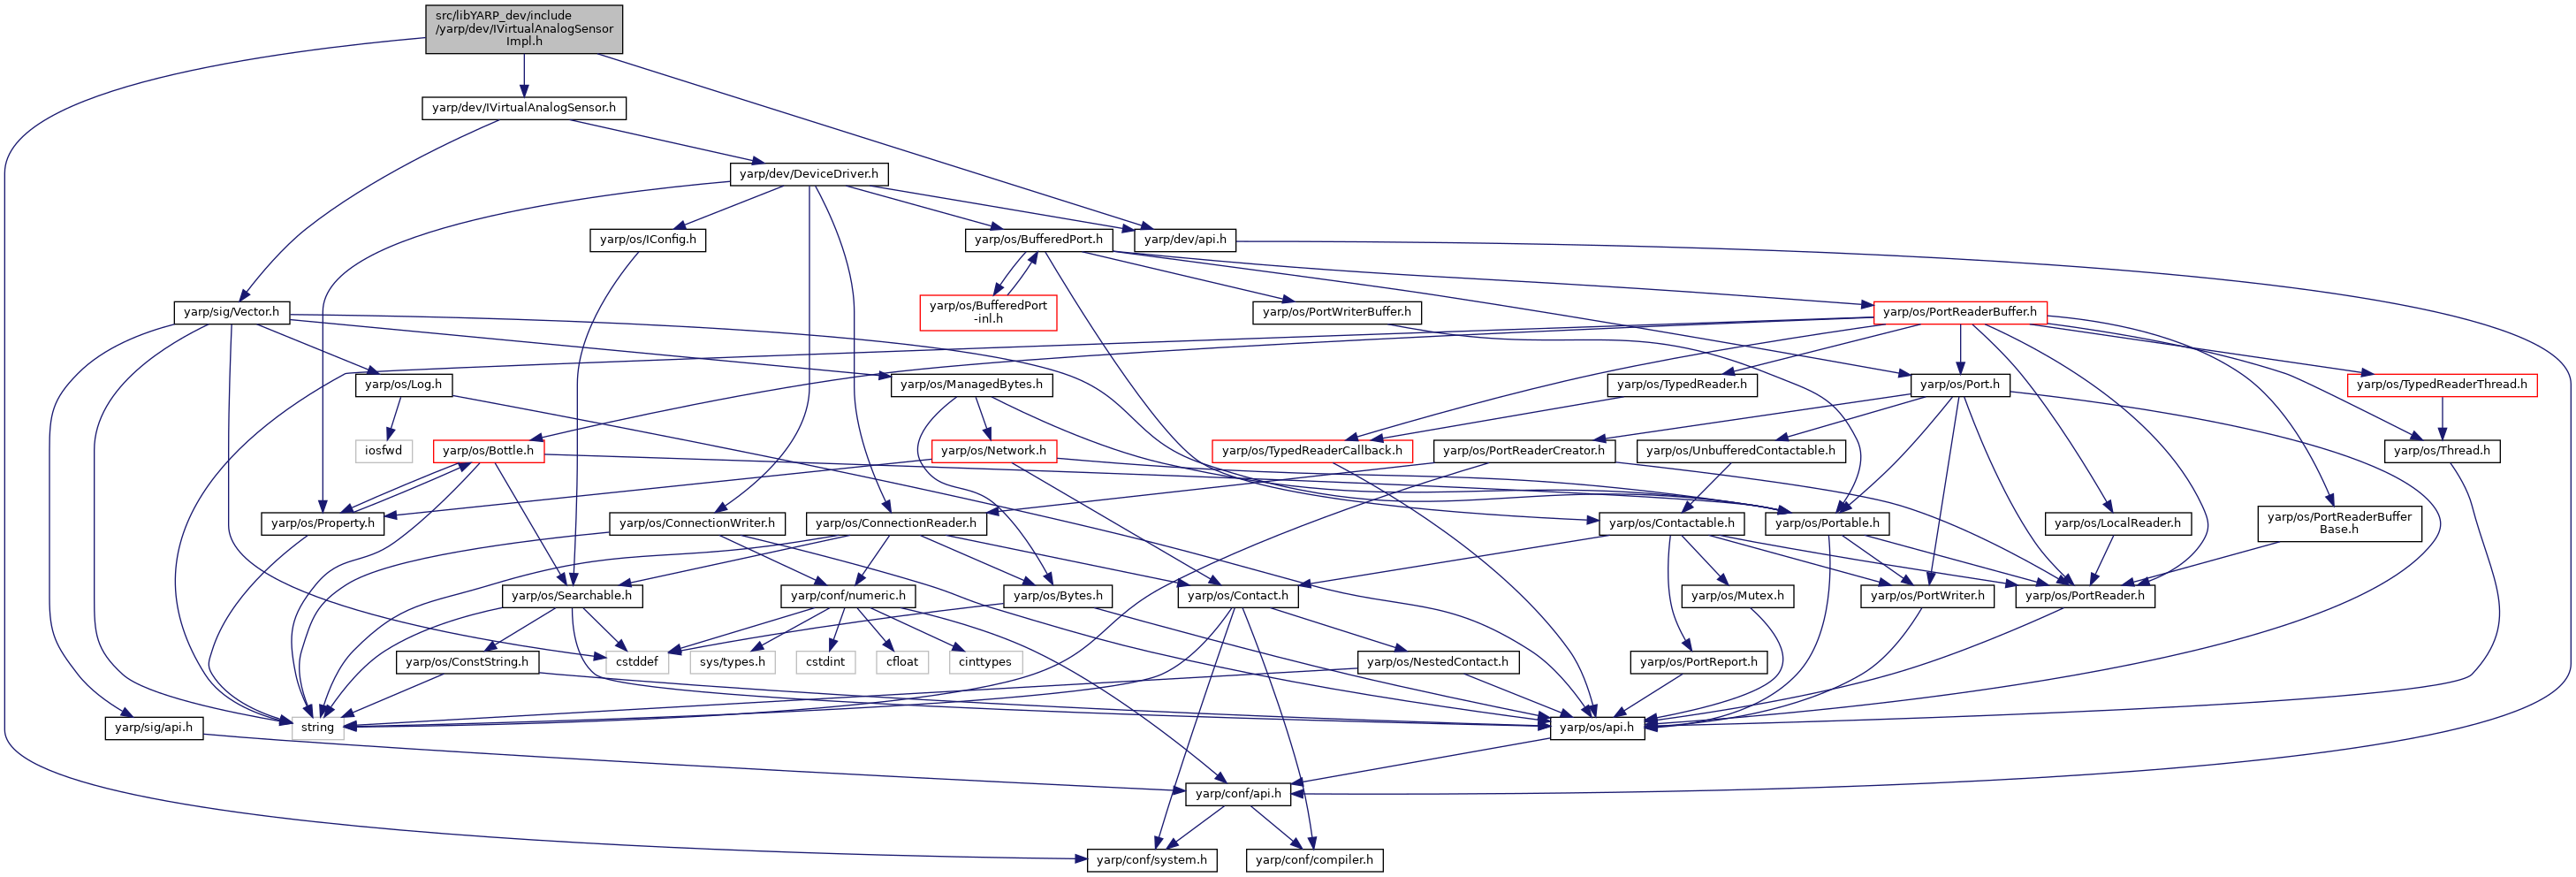 src/libYARP_dev/include
/yarp/dev/IVirtualAnalogSensor
Impl.h
yarp/dev/IVirtualAnalogSensor.h
yarp/dev/DeviceDriver.h
yarp/os/IConfig.h
yarp/os/BufferedPort.h
yarp/dev/api.h
yarp/sig/Vector.h
yarp/os/BufferedPort
-inl.h
yarp/os/PortWriterBuffer.h
yarp/os/PortReaderBuffer.h
yarp/os/Log.h
yarp/os/ManagedBytes.h
yarp/os/TypedReader.h
yarp/os/Port.h
yarp/os/TypedReaderThread.h
iosfwd
yarp/os/Bottle.h
yarp/os/Network.h
yarp/os/TypedReaderCallback.h
yarp/os/PortReaderCreator.h
yarp/os/UnbufferedContactable.h
yarp/os/Thread.h
yarp/os/Property.h
yarp/os/ConnectionWriter.h
yarp/os/ConnectionReader.h
yarp/os/Contactable.h
yarp/os/Portable.h
yarp/os/LocalReader.h
yarp/os/PortReaderBuffer
Base.h
yarp/os/Searchable.h
yarp/conf/numeric.h
yarp/os/Bytes.h
yarp/os/Contact.h
yarp/os/Mutex.h
yarp/os/PortWriter.h
yarp/os/PortReader.h
yarp/os/ConstString.h
cstddef
sys/types.h
cstdint
cfloat
cinttypes
yarp/os/NestedContact.h
yarp/os/PortReport.h
yarp/sig/api.h
string
yarp/os/api.h
yarp/conf/api.h
yarp/conf/system.h
yarp/conf/compiler.h